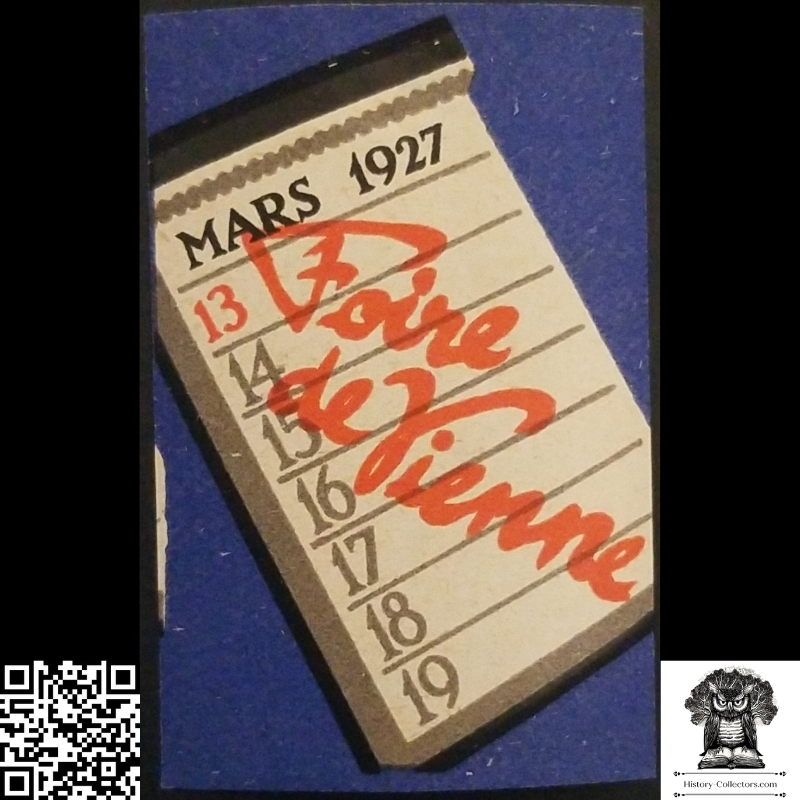 MARS 1927
13 Foire
14 de
15 Vienne
16
17
18
19
History-Collectors.com